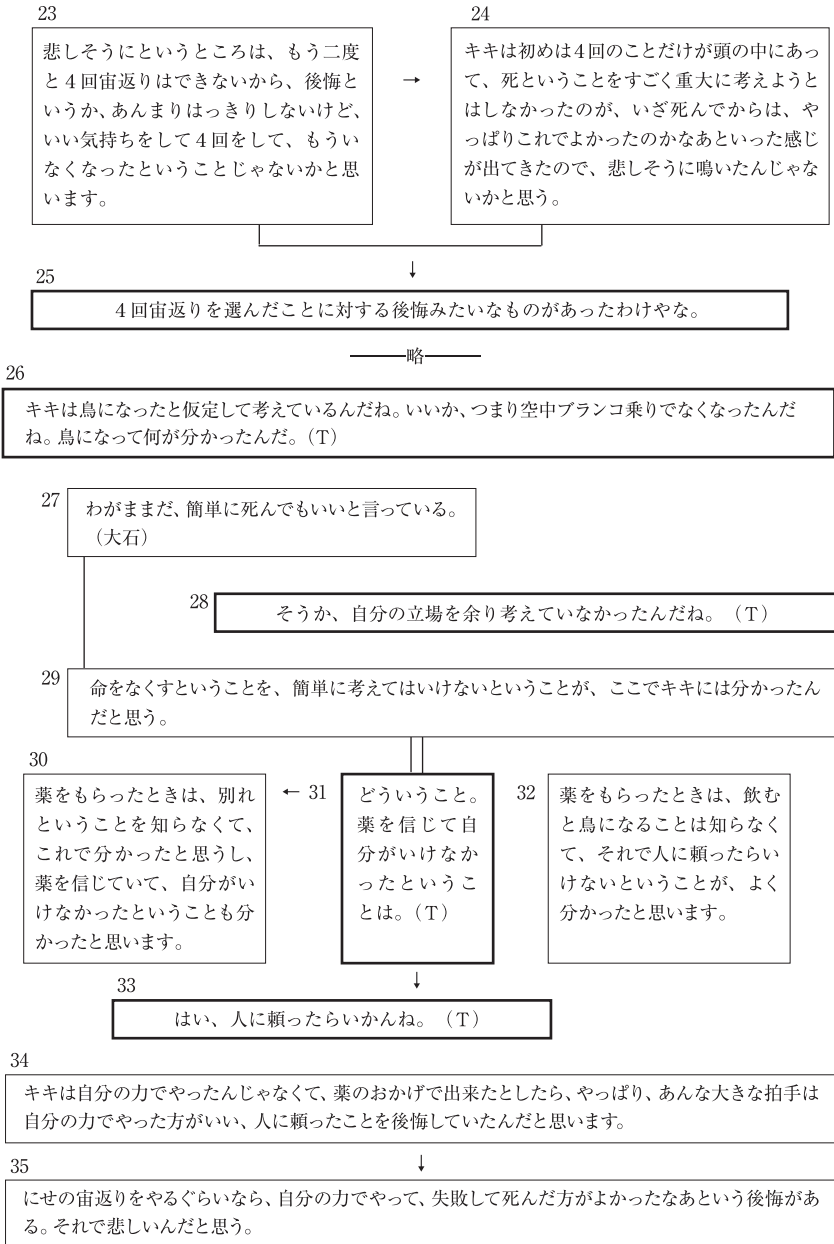 23
悲しそうにというところは、もう二度
と４回宙返りはできないから、後悔と
いうか、あんまりはっきりしないけど、
いい気持ちをして４回をして、もうい
なくなったということじゃないかと思
います。
→
24
キキは初めは４回のことだけが頭の中にあっ
て、死ということをすごく重大に考えようと
はしなかったのが、いざ死んでからは、や
っぱりこれでよかったのかなあといった感じ
が出てきたので、悲しそうに鳴いたんじゃな
いかと思う。
↓
25
４回宙返りを選んだことに対する後悔みたいなものがあったわけやな。
―――略―――
26
キキは鳥になったと仮定して考えているんだね。いいか、つまり空中ブランコ乗りでなくなったんだ
ね。鳥になって何が分かったんだ。（T）
27
わがままだ、簡単に死んでもいいと言っている。
（大石）
28
そうか、自分の立場を余り考えていなかったんだね。（T）
29
命をなくすということを、簡単に考えてはいけないということが、ここでキキには分かったん
だと思う。
30
薬をもらったときは、別れ
ということを知らなくて、
これで分かったと思うし、
薬を信じていて、自分がい
けなかったということも分
かったと思います。
←
31
どういうこと。
薬を信じて自
分がいけなか
ったというこ
とは。（T）
32
薬をもらったときは、飲む
と鳥になることは知らなく
て、それで人に頼ったらい
けないということが、よく
分かったと思います。
↓
33
はい、人に頼ったらいかんね。（T）
34
キキは自分の力でやったんじゃなくて、薬のおかげで出来たとしたら、やっぱり、あんな大きな拍手は
自分の力でやった方がいい、人に頼ったことを後悔していたんだと思います。
↓
35
にせの宙返りをやるぐらいなら、自分の力でやって、失敗して死んだ方がよかったなあという後悔があ
る。それで悲しいんだと思う。